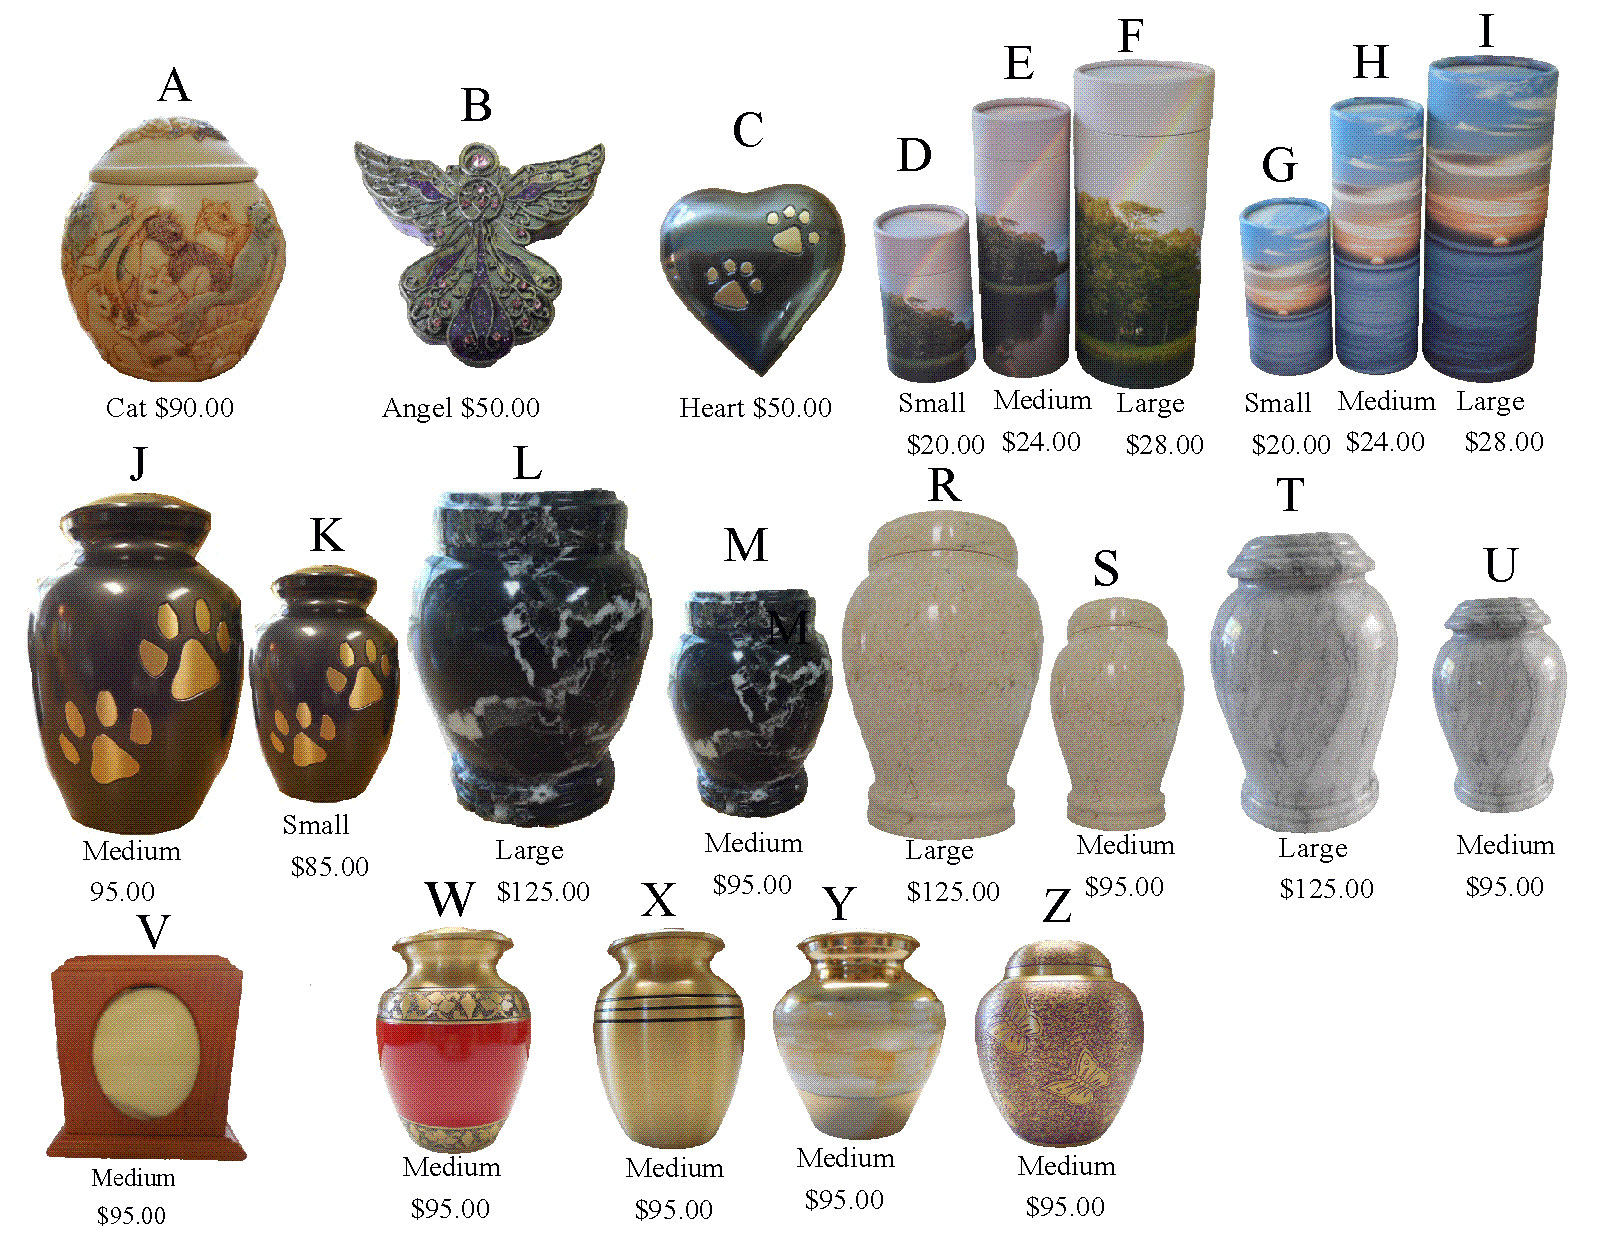 A
B
C
D
E
F
G
H
I
Cat $90.00
Angel $50.00
Heart $50.00
Small
$20.00
Medium
$24.00
Large
$28.00
Small
$20.00
Medium
$24.00
Large
$28.00
J
K
L
M
M
R
S
T
U
Medium
95.00
Small
$85.00
Large
$125.00
Medium
$95.00
Large
$125.00
Medium
$95.00
Large
$125.00
Medium
$95.00
V
W
X
Y
Z
Medium
$95.00
Medium
$95.00
Medium
$95.00
Medium
$95.00
Medium
$95.00